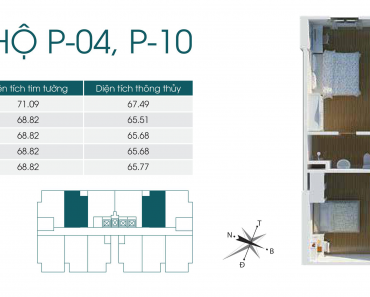 HỘ P-04, P-10
tích tim tường Diện tích thông thủy
71.09 67.49
68.82 65.51
68.82 65.68
68.82 65.68
68.82 65.77
T
N
B
Đ